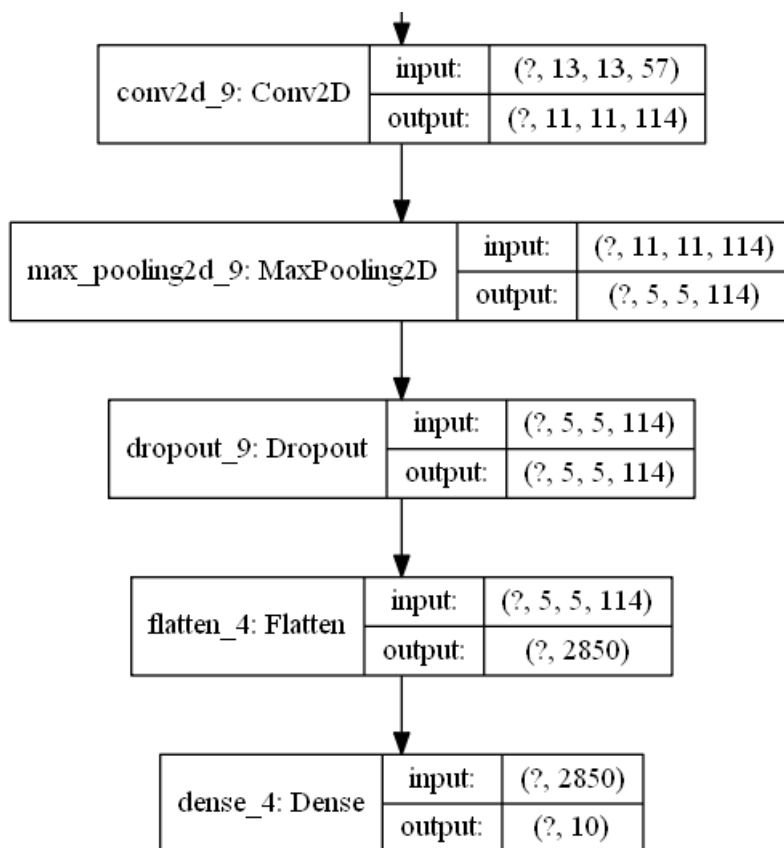 conv2d_9: Conv2D
input:
(?, 13, 13, 57)
output:
(?, 11, 11, 114)
max_pooling2d_9: MaxPooling2D
input:
(?, 11, 11, 114)
output:
(?, 5, 5, 114)
dropout_9: Dropout
input:
(?, 5, 5, 114)
output:
(?, 5, 5, 114)
flatten_4: Flatten
input:
(?, 5, 5, 114)
output:
(?, 2850)
dense_4: Dense
input:
(?, 2850)
output:
(?, 10)